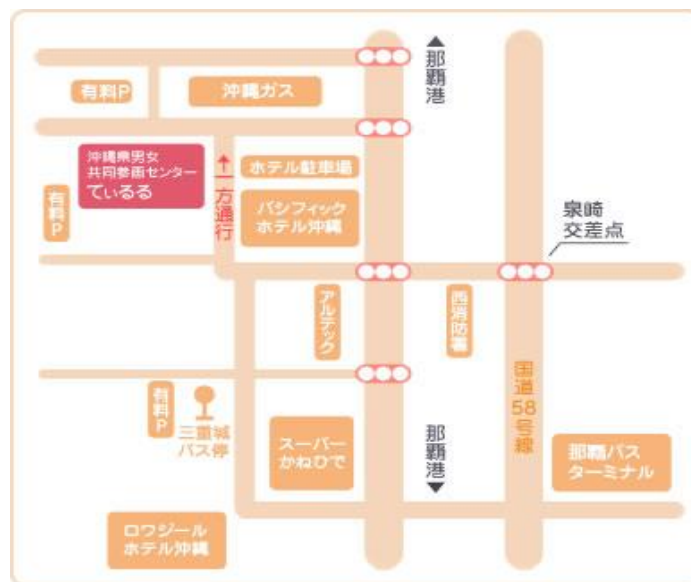 ▲那覇港
有料P
沖縄ガス
沖縄県男女
共同参画センター
てぃるる
↑一方通行
ホテル駐車場
有料P
パシフィック
ホテル沖縄
泉崎
交差点
アルテック
西消防署
国道58号線
有料P
三重城
バス停
スーパー
かねひで
那覇港▼
那覇バス
ターミナル
ロワジール
ホテル沖縄